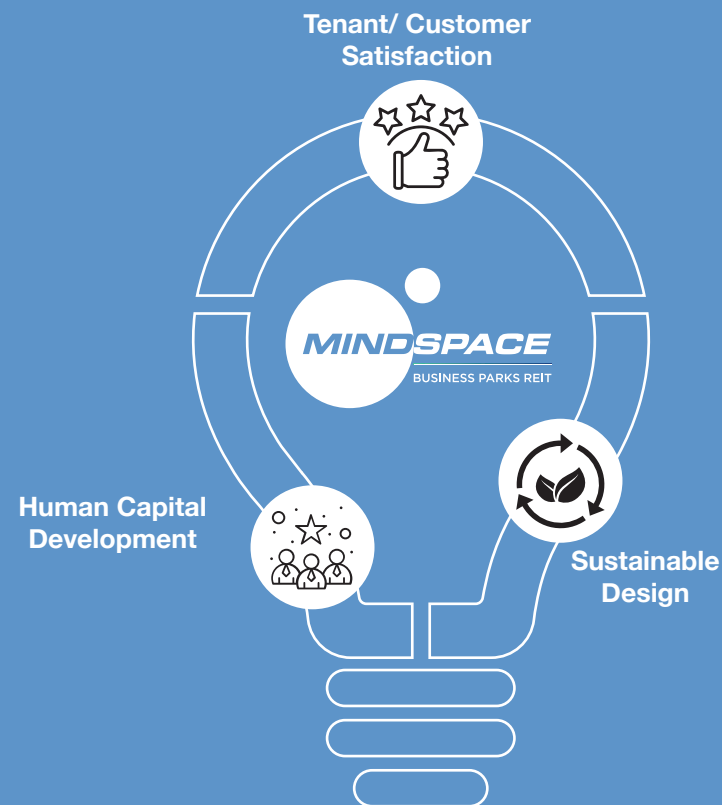 Tenant/ Customer
Satisfaction
MINDSPACE
BUSINESS PARKS REIT
Human Capital
Development
Sustainable
Design